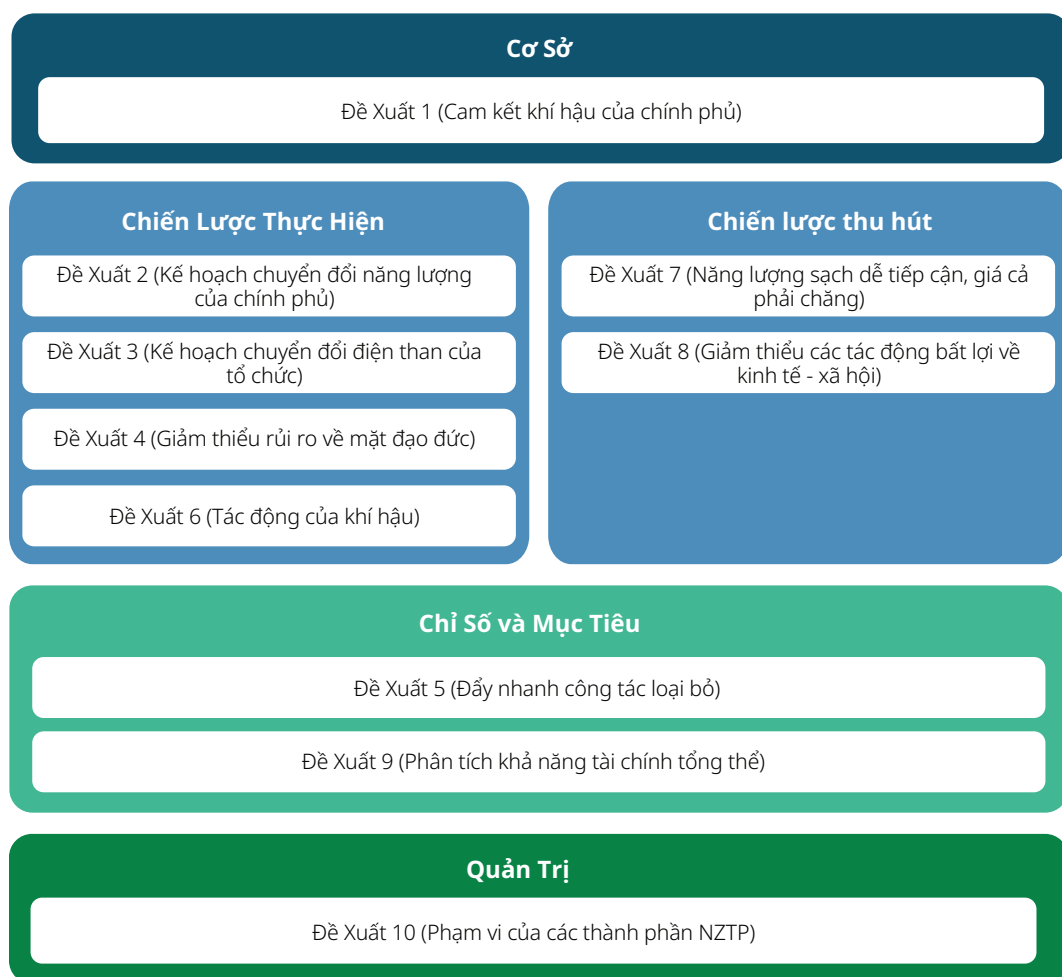 Cơ Sở
Đề Xuất 1 (Cam kết khí hậu của chính phủ)
Chiến Lược Thực Hiện
Đề Xuất 2 (Kế hoạch chuyển đổi năng lượng
của chính phủ)
Đề Xuất 3 (Kế hoạch chuyển đổi điện than của
tổ chức)
Đề Xuất 4 (Giảm thiểu rủi ro về mặt đạo đức)
Đề Xuất 6 (Tác động của khí hậu)
Chiến lược thu hút
Đề Xuất 7 (Năng lượng sạch dễ tiếp cận, giá cả
phải chăng)
Đề Xuất 8 (Giảm thiểu các tác động bất lợi về
kinh tế - xã hội)
Chỉ Số và Mục Tiêu
Đề Xuất 5 (Đẩy nhanh công tác loại bỏ)
Đề Xuất 9 (Phân tích khả năng tài chính tổng thể)
Quản Trị
Đề Xuất 10 (Phạm vi của các thành phần NZTP)